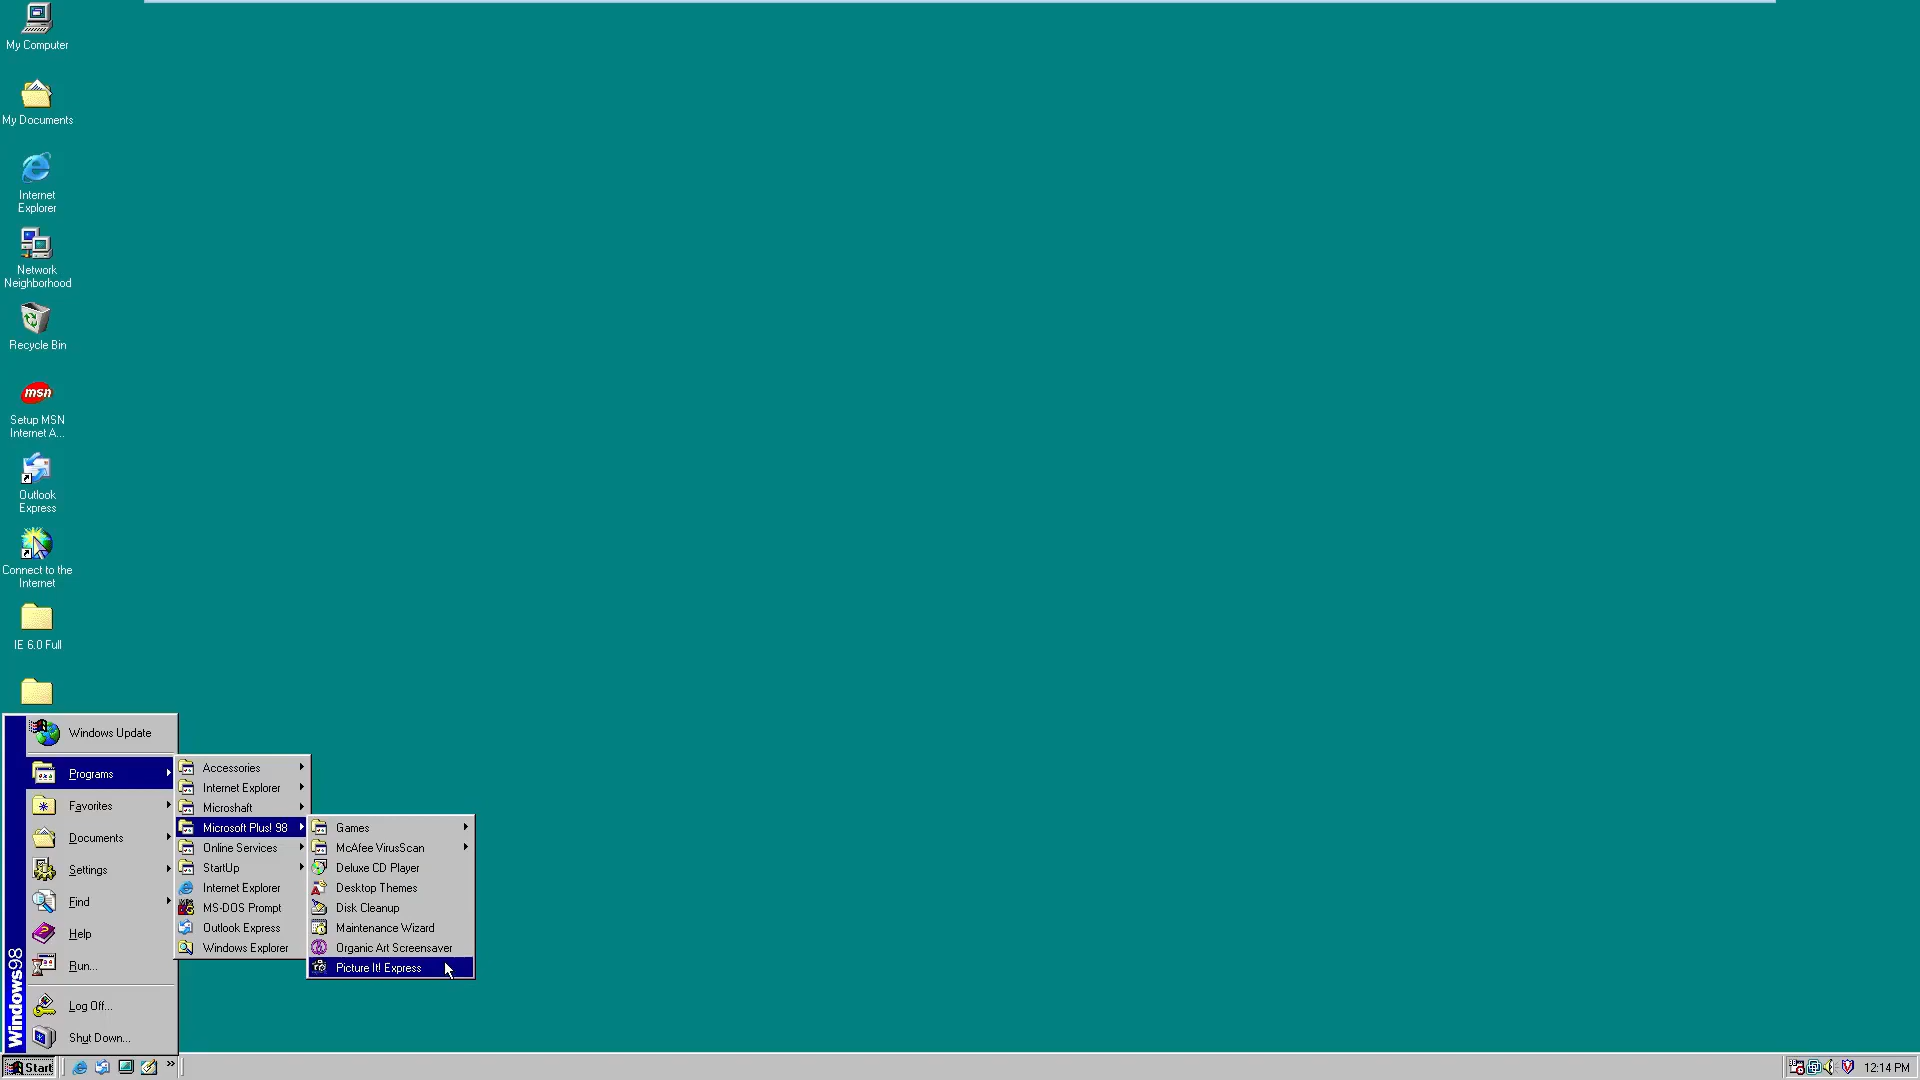 My Computer
My Documents
Internet
Explorer
Network
Neighborhood
Recycle Bin
msn
Setup MSN
Internet A...
Outlook
Express
Connect to the
Internet
IE 6.0 Full
Windows98
Windows Update
Programs
Favorites
Documents
Settings
Find
Help
Run...
Log Off...
Shut Down...
Accessories
Internet Explorer
Microshaft
Microsoft Plus! 98
Online Services
StartUp
Internet Explorer
MS-DOS Prompt
Outlook Express
Windows Explorer
Games
McAfee VirusScan
Deluxe CD Player
Desktop Themes
Disk Cleanup
Maintenance Wizard
Organic Art Screensaver
Picture It! Express
Start
»
12:14 PM